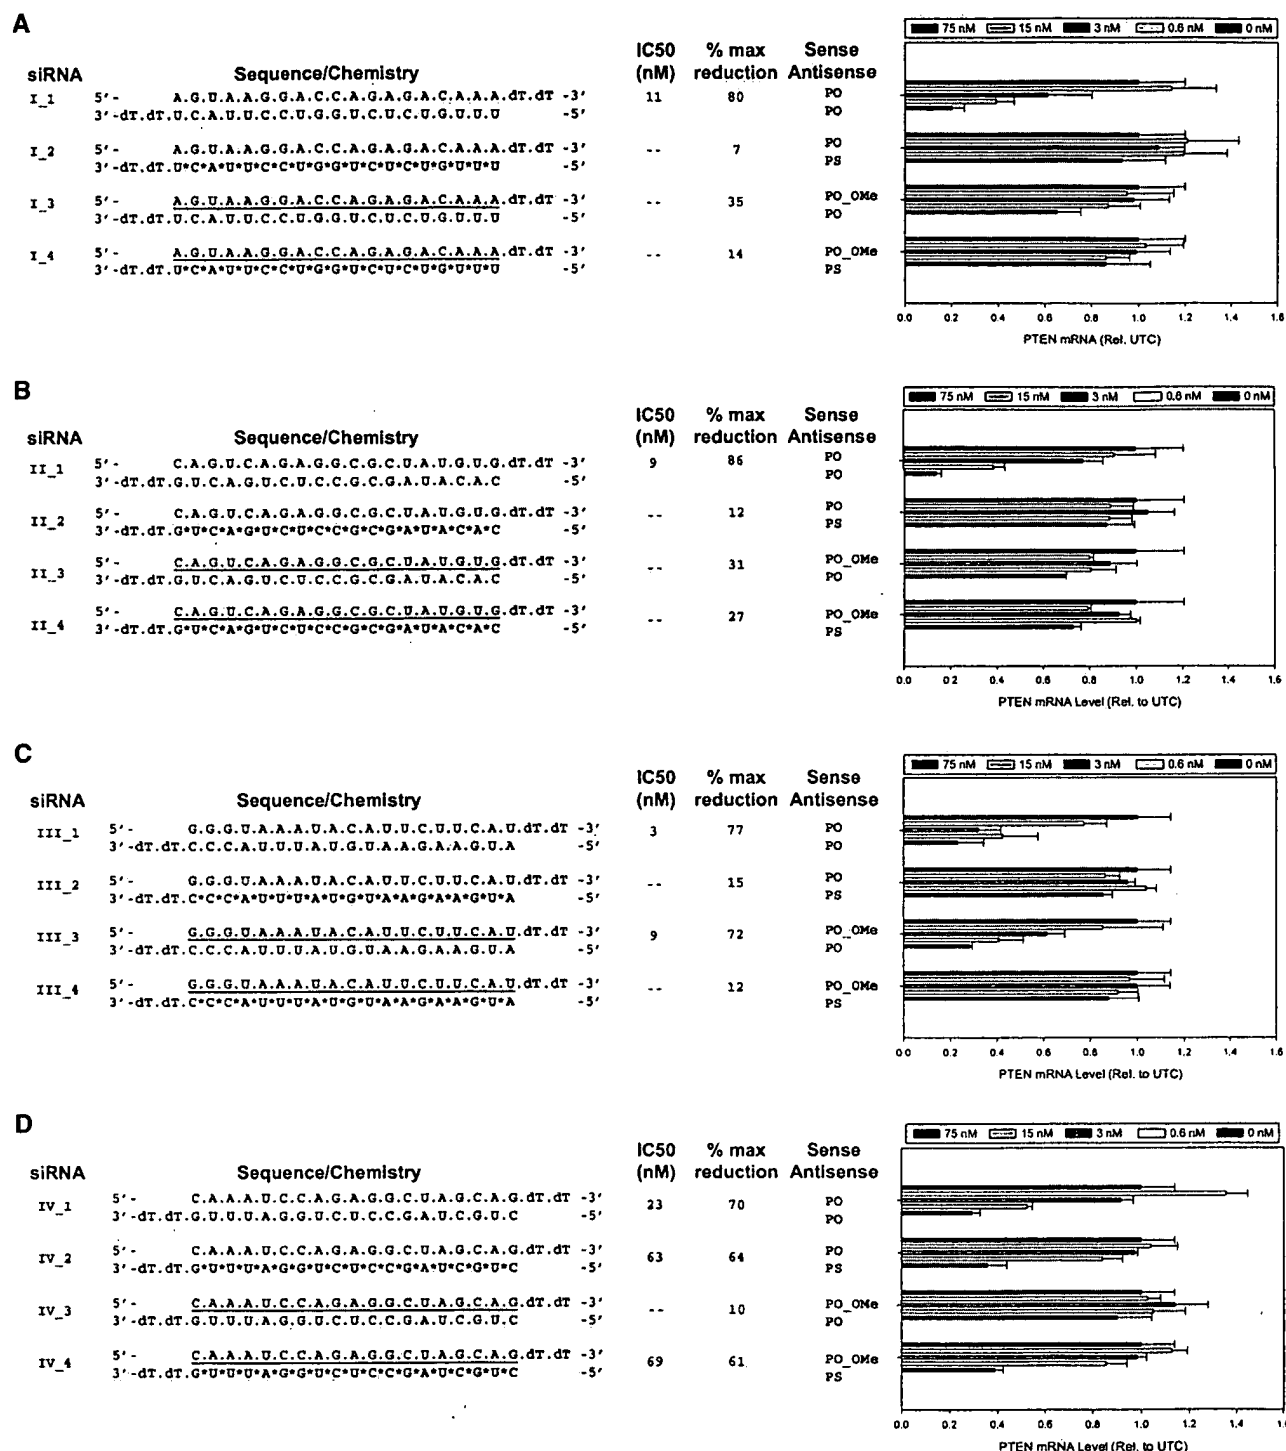 A
75 nM 15 nM 3 nM 0.6 nM 0 nM
siRNA Sequence/Chemistry IC50 (nM) % max reduction Sense Antisense
I_1 5'- A.G.U.A.A.G.G.A.C.C.A.G.A.G.A.C.A.A.A.dT.dT -3' 11 80 PO
3'-dT.dT.U.C.A.U.U.C.C.U.G.G.U.C.U.C.U.G.U.U.U -5' PO
I_2 5'- A.G.U.A.A.G.G.A.C.C.A.G.A.G.A.C.A.A.A.dT.dT -3' -- 7 PO
3'-dT.dT.U*C*A*U*U*C*C*U*G*G*U*C*U*C*U*G*U*U*U -5' PS
I_3 5'- A.G.U.A.A.G.G.A.C.C.A.G.A.G.A.C.A.A.A.dT.dT -3' -- 35 PO_OMe
3'-dT.dT.U.C.A.U.U.C.C.U.G.G.U.C.U.C.U.G.U.U.U -5' PO
I_4 5'- A.G.U.A.A.G.G.A.C.C.A.G.A.G.A.C.A.A.A.dT.dT -3' -- 14 PO_OMe
3'-dT.dT.U*C*A*U*U*C*C*U*G*G*U*C*U*C*U*G*U*U*U -5' PS
0.0 0.2 0.4 0.6 0.8 1.0 1.2 1.4 1.6
PTEN mRNA (Rel. UTC)
B
75 nM 15 nM 3 nM 0.6 nM 0 nM
siRNA Sequence/Chemistry IC50 (nM) % max reduction Sense Antisense
II_1 5'- C.A.G.U.C.A.G.A.G.G.C.G.C.U.A.U.G.U.G.dT.dT -3' 9 86 PO
3'-dT.dT.G.U.C.A.G.U.C.U.C.C.G.C.G.A.U.A.C.A.C -5' PO
II_2 5'- C.A.G.U.C.A.G.A.G.G.C.G.C.U.A.U.G.U.G.dT.dT -3' -- 12 PO
3'-dT.dT.G*U*C*A*G*U*C*U*C*C*G*C*G*A*U*A*C*A*C -5' PS
II_3 5'- C.A.G.U.C.A.G.A.G.G.C.G.C.U.A.U.G.U.G.dT.dT -3' -- 31 PO_OMe
3'-dT.dT.G.U.C.A.G.U.C.U.C.C.G.C.G.A.U.A.C.A.C -5' PO
II_4 5'- C.A.G.U.C.A.G.A.G.G.C.G.C.U.A.U.G.U.G.dT.dT -3' -- 27 PO_OMe
3'-dT.dT.G*U*C*A*G*U*C*U*C*C*G*C*G*A*U*A*C*A*C -5' PS
0.0 0.2 0.4 0.6 0.8 1.0 1.2 1.4 1.6
PTEN mRNA Level (Rel. to UTC)
C
75 nM 15 nM 3 nM 0.6 nM 0 nM
siRNA Sequence/Chemistry IC50 (nM) % max reduction Sense Antisense
III_1 5'- G.G.G.U.A.A.A.U.A.C.A.U.U.C.U.U.C.A.U.dT.dT -3' 3 77 PO
3'-dT.dT.C.C.C.A.U.U.U.A.U.G.U.A.A.G.A.A.G.U.A -5' PO
III_2 5'- G.G.G.U.A.A.A.U.A.C.A.U.U.C.U.U.C.A.U.dT.dT -3' -- 15 PO
3'-dT.dT.C*C*C*A*U*U*U*A*U*G*U*A*A*G*A*A*G*U*A -5' PS
III_3 5'- G.G.G.U.A.A.A.U.A.C.A.U.U.C.U.U.C.A.U.dT.dT -3' 9 72 PO_OMe
3'-dT.dT.C.C.C.A.U.U.U.A.U.G.U.A.A.G.A.A.G.U.A -5' PO
III_4 5'- G.G.G.U.A.A.A.U.A.C.A.U.U.C.U.U.C.A.U.dT.dT -3' -- 12 PO_OMe
3'-dT.dT.C*C*C*A*U*U*U*A*U*G*U*A*A*G*A*A*G*U*A -5' PS
0.0 0.2 0.4 0.6 0.8 1.0 1.2 1.4 1.6
PTEN mRNA Level (Rel. to UTC)
D
75 nM 15 nM 3 nM 0.6 nM 0 nM
siRNA Sequence/Chemistry IC50 (nM) % max reduction Sense Antisense
IV_1 5'- C.A.A.A.U.C.C.A.G.A.G.G.C.U.A.G.C.A.G.dT.dT -3' 23 70 PO
3'-dT.dT.G.U.U.U.A.G.G.U.C.U.C.C.G.A.U.C.G.U.C -5' PO
IV_2 5'- C.A.A.A.U.C.C.A.G.A.G.G.C.U.A.G.C.A.G.dT.dT -3' 63 64 PO
3'-dT.dT.G*U*U*U*A*G*G*U*C*U*C*C*G*A*U*C*G*U*C -5' PS
IV_3 5'- C.A.A.A.U.C.C.A.G.A.G.G.C.U.A.G.C.A.G.dT.dT -3' -- 10 PO_OMe
3'-dT.dT.G.U.U.U.A.G.G.U.C.U.C.C.G.A.U.C.G.U.C -5' PO
IV_4 5'- C.A.A.A.U.C.C.A.G.A.G.G.C.U.A.G.C.A.G.dT.dT -3' 69 61 PO_OMe
3'-dT.dT.G*U*U*U*A*G*G*U*C*U*C*C*G*A*U*C*G*U*C -5' PS
0.0 0.2 0.4 0.6 0.8 1.0 1.2 1.4 1.6
PTEN mRNA Level (Rel. to UTC)